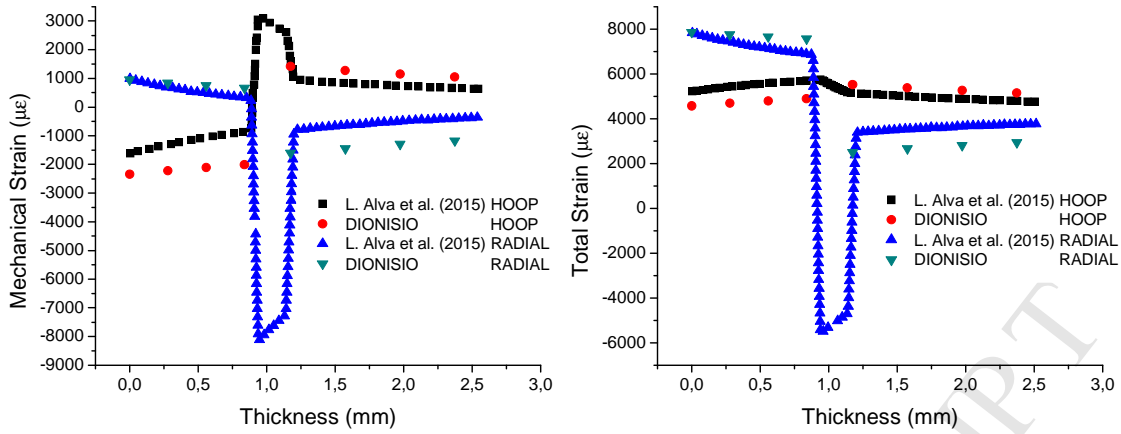 3000
2000
1000
0
-1000
-2000
-3000
-4000
-5000
-6000
-7000
-8000
-9000
Mechanical Strain (µε)
L. Alva et al. (2015) HOOP
DIONISIO HOOP
L. Alva et al. (2015) RADIAL
DIONISIO RADIAL
0,0 0,5 1,0 1,5 2,0 2,5 3,0
Thickness (mm)
8000
6000
4000
2000
0
-2000
-4000
-6000
Total Strain (µε)
L. Alva et al. (2015) HOOP
DIONISIO HOOP
L. Alva et al. (2015) RADIAL
DIONISIO RADIAL
0,0 0,5 1,0 1,5 2,0 2,5 3,0
Thickness (mm)
IPT